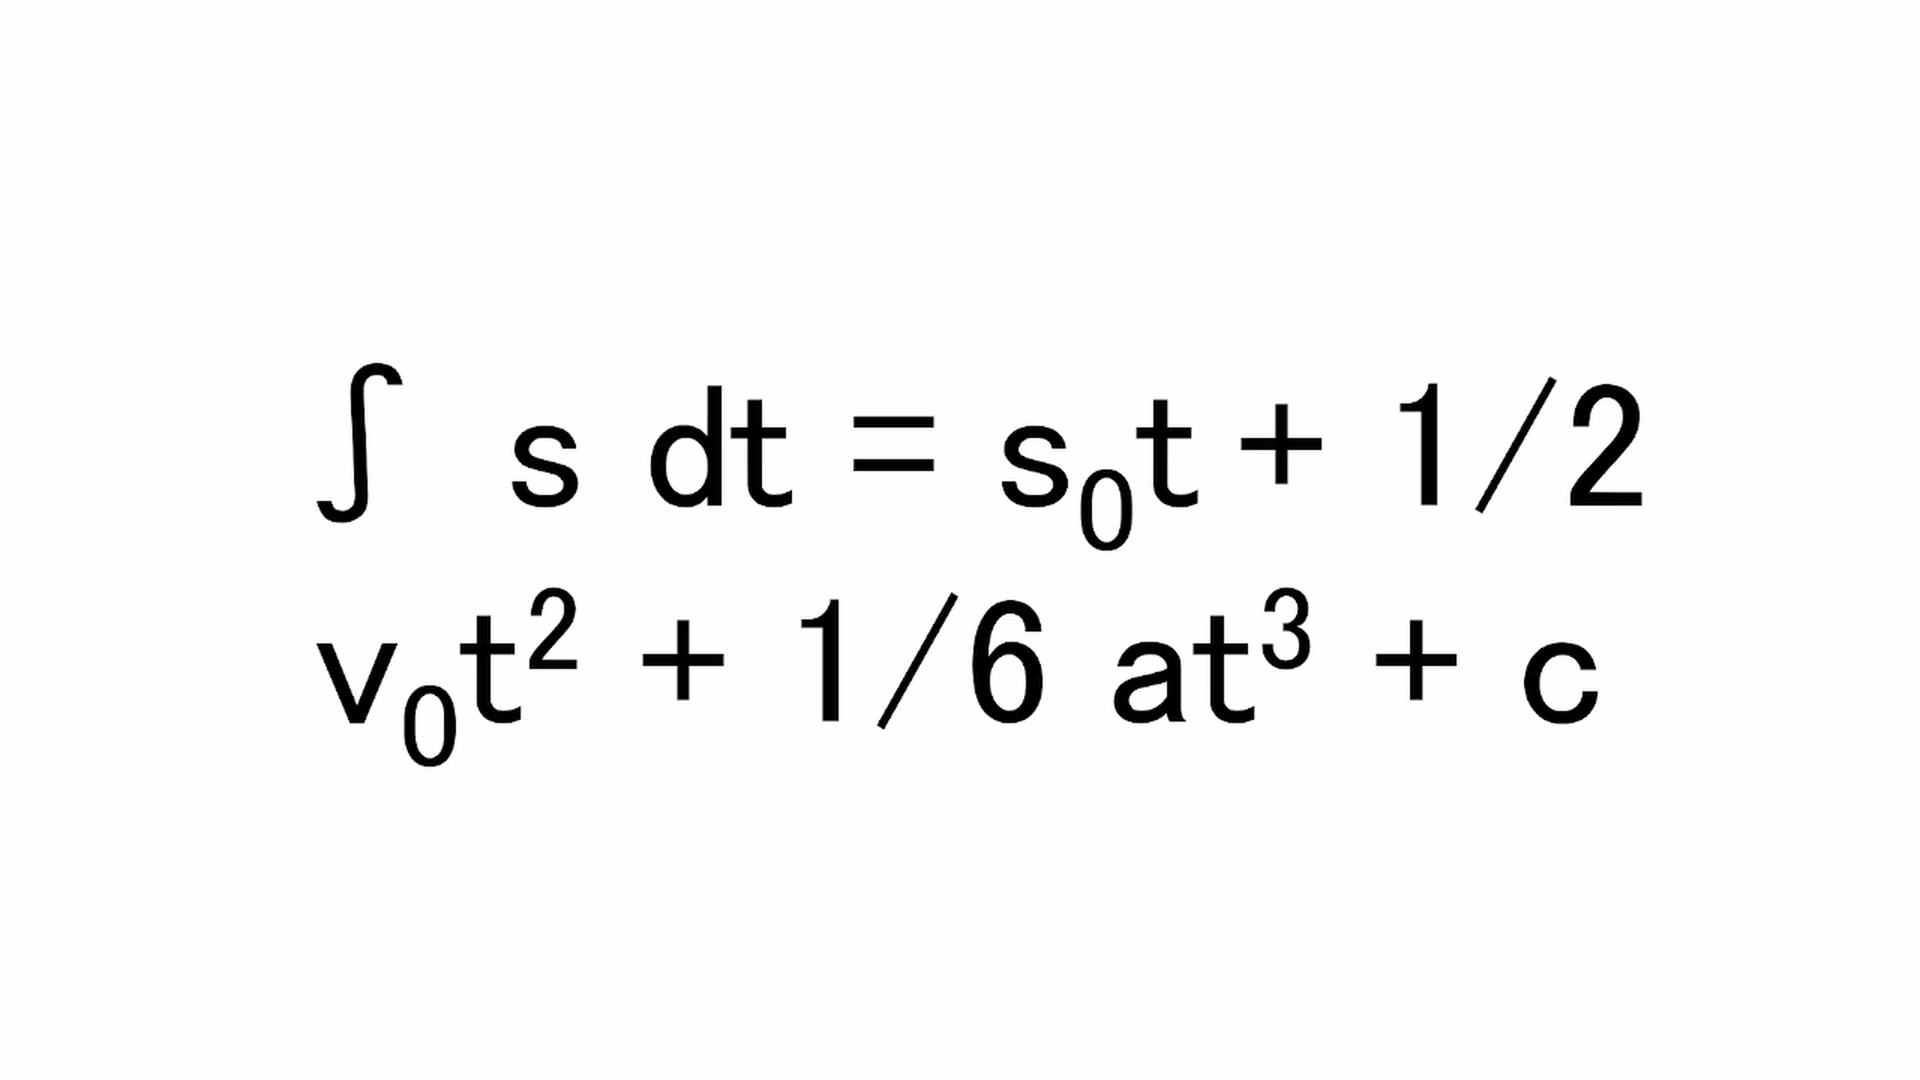 ∫ s dt = s₀t + 1/2
v₀t² + 1/6 at³ + c